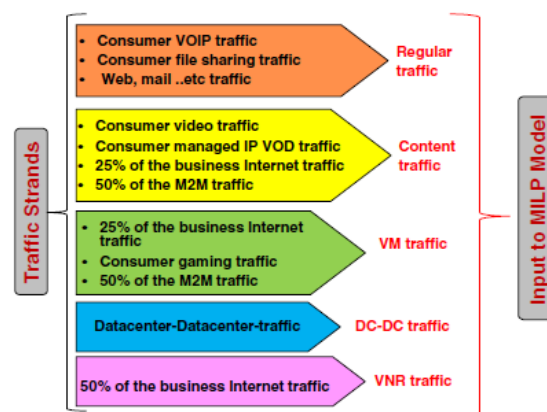 Traffic Strands
• Consumer VOIP traffic
• Consumer file sharing traffic
• Web, mail ..etc traffic
Regular
traffic
• Consumer video traffic
• Consumer managed IP VOD traffic
• 25% of the business Internet traffic
• 50% of the M2M traffic
Content
traffic
• 25% of the business Internet
traffic
• Consumer gaming traffic
• 50% of the M2M traffic
VM traffic
Datacenter-Datacenter-traffic
DC-DC traffic
50% of the business Internet traffic
VNR traffic
Input to MILP Model